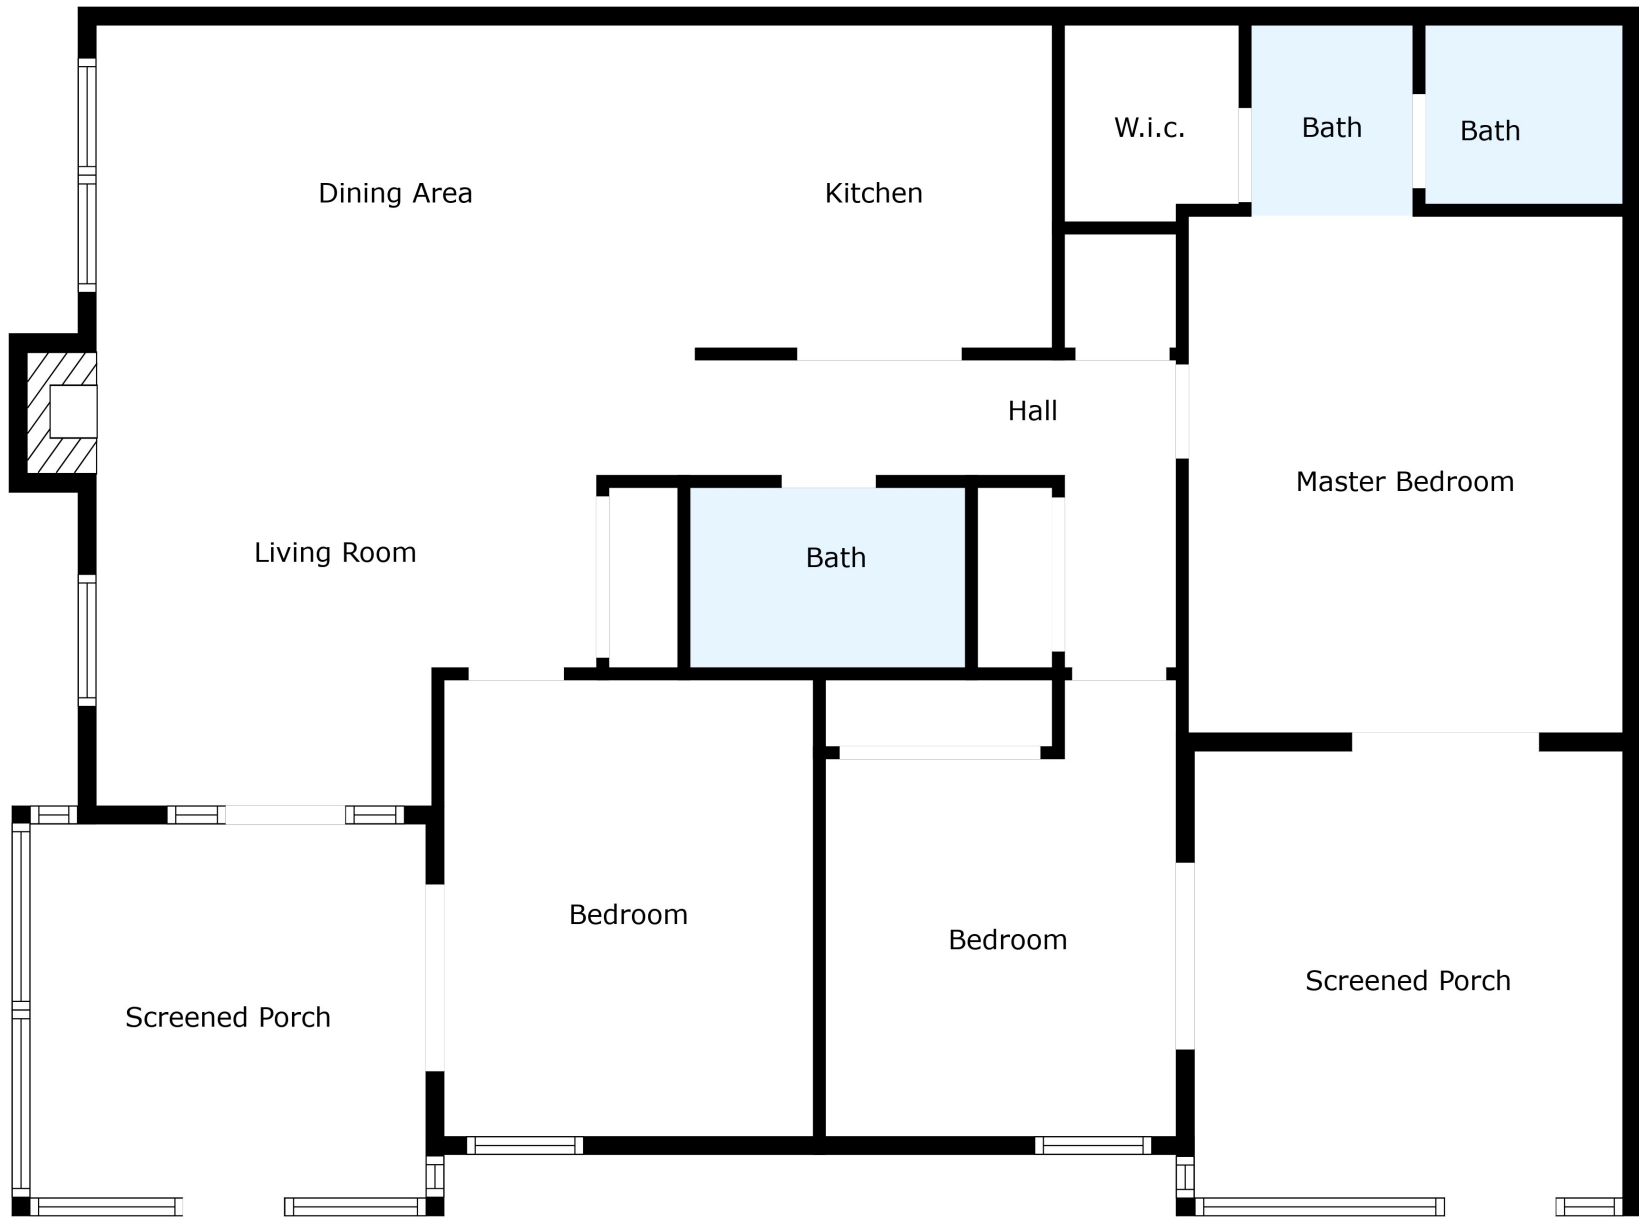 W.i.c.
Bath
Bath
Dining Area
Kitchen
Hall
Master Bedroom
Living Room
Bath
Bedroom
Bedroom
Screened Porch
Screened Porch